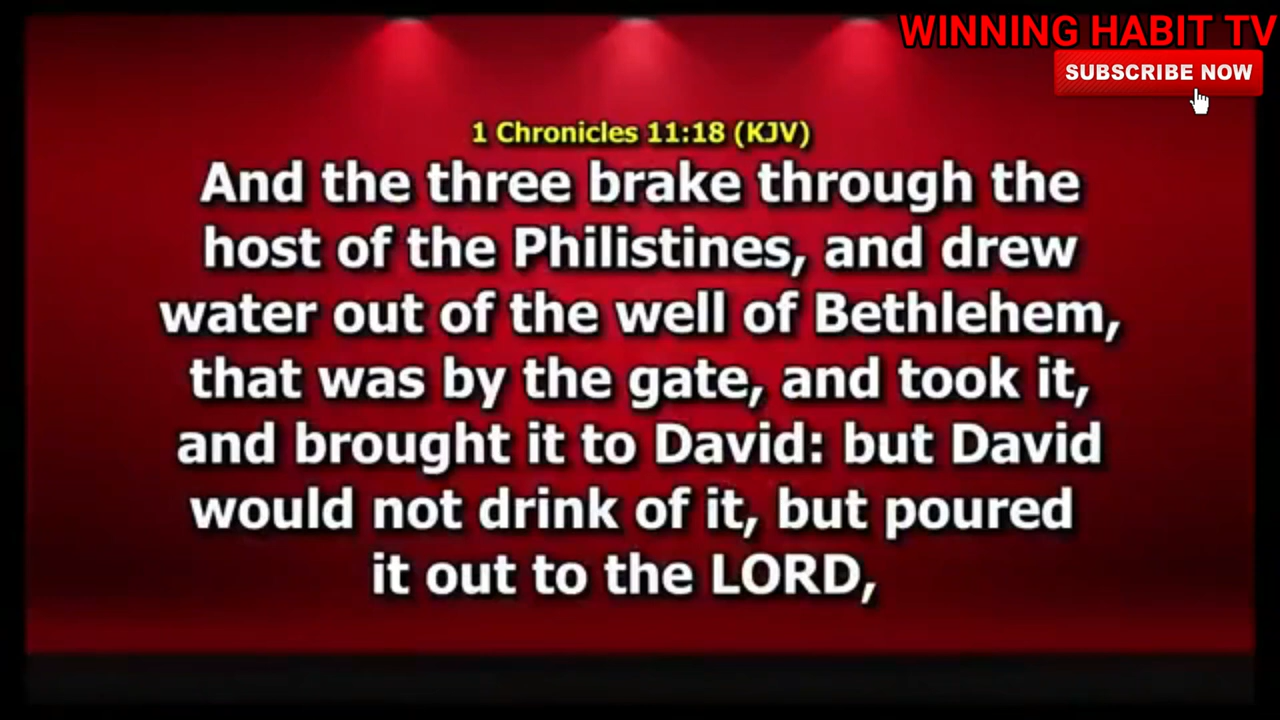 WINNING HABIT TV
SUBSCRIBE NOW
1 Chronicles 11:18 (KJV)
And the three brake through the
host of the Philistines, and drew
water out of the well of Bethlehem,
that was by the gate, and took it,
and brought it to David: but David
would not drink of it, but poured
it out to the LORD,